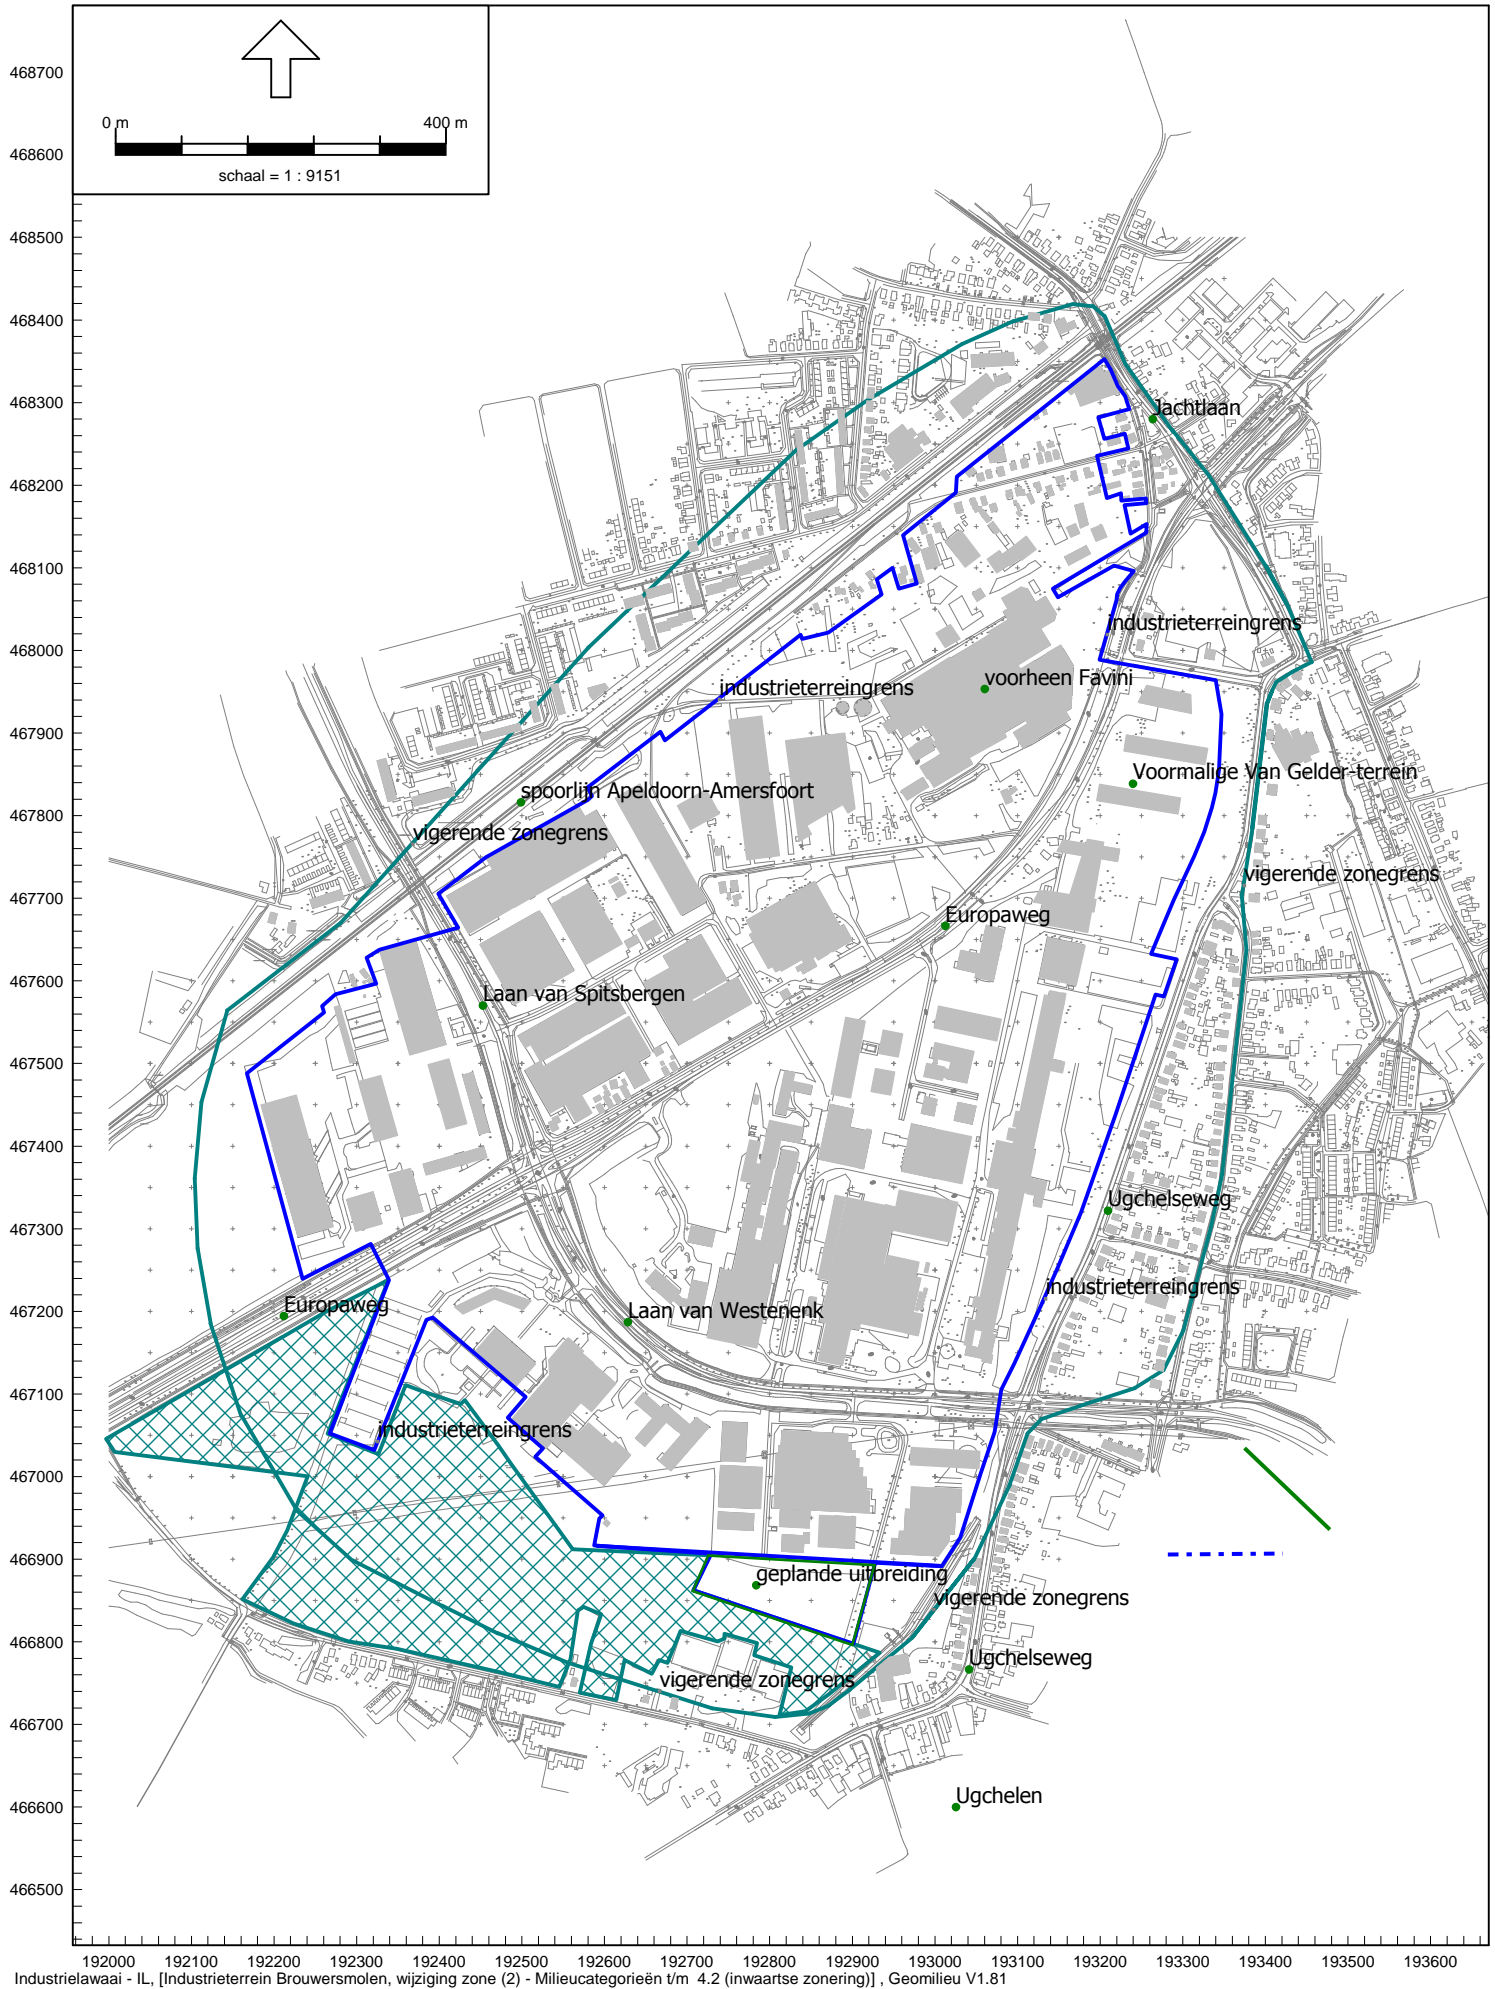 0 m 400 m
schaal = 1 : 9151
468700
468600
468500
468400
468300
468200
468100
468000
467900
467800
467700
467600
467500
467400
467300
467200
467100
467000
466900
466800
466700
466600
466500
Jachtlaan
industrieterreingrens
voorheen Favini
industrieterreingrens
Voormalige Van Gelder-terrein
spoorlijn Apeldoorn-Amersfoort
vigerende zonegrens
vigerende zonegrens
Europaweg
Laan van Spitsbergen
Ugchelseweg
industrieterreingrens
Europaweg
Laan van Westenenk
industrieterreingrens
geplande uitbreiding
vigerende zonegrens
Ugchelseweg
vigerende zonegrens
Ugchelen
192000 192100 192200 192300 192400 192500 192600 192700 192800 192900 193000 193100 193200 193300 193400 193500 193600
Industrielawaai - IL, [Industrieterrein Brouwersmolen, wijziging zone (2) - Milieucategorieën t/m 4.2 (inwaartse zonering)] , Geomilieu V1.81